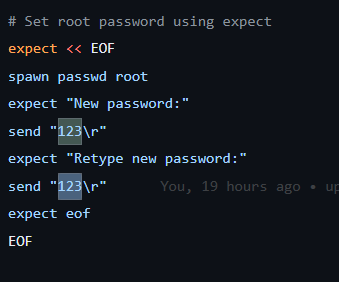 # Set root password using expect
expect << EOF
spawn passwd root
expect "New password:"
send "123\r"
expect "Retype new password:"
send "123\r" You, 19 hours ago • up
expect eof
EOF